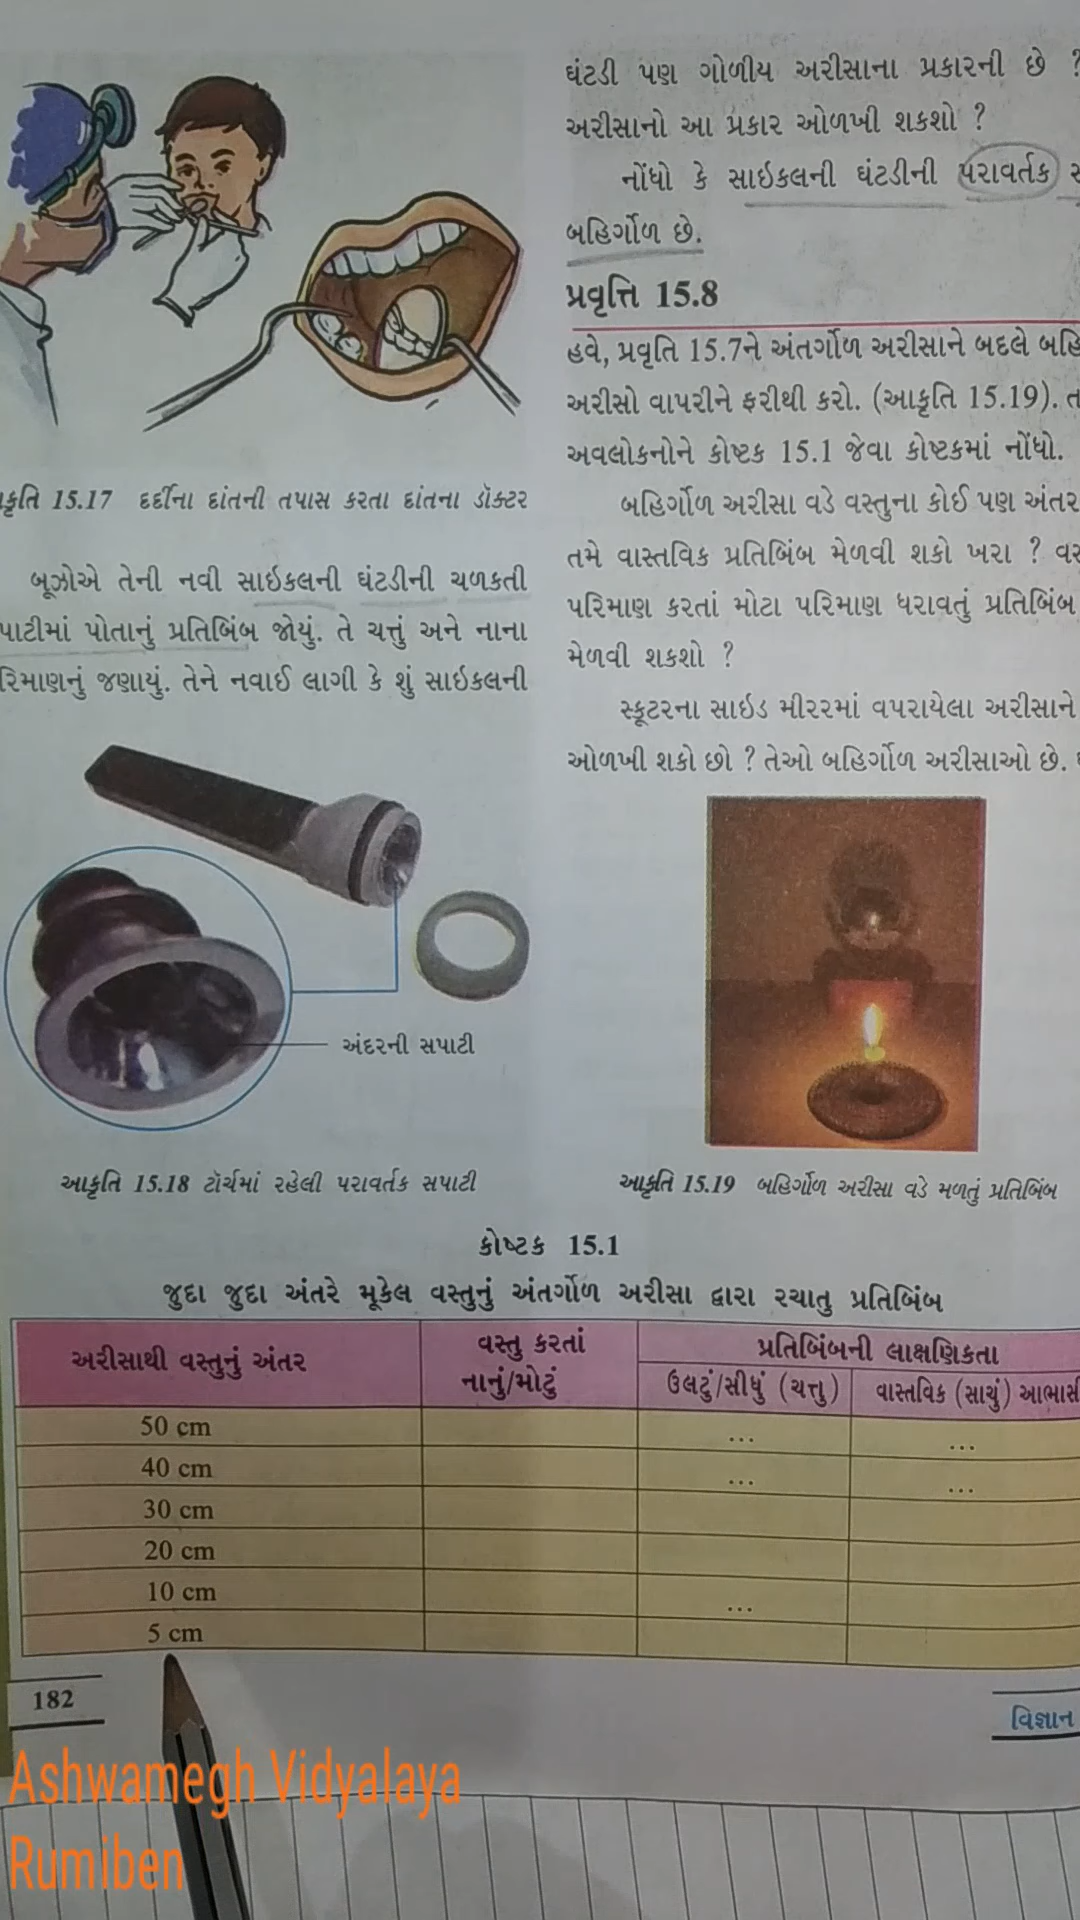 આકૃતિ 15.17 દર્દીના દાંતની તપાસ કરતા દાંતના ડૉક્ટર
બૂઝોએ તેની નવી સાઇકલની ઘંટડીની ચળકતી
પાટીમાં પોતાનું પ્રતિબિંબ જોયું. તે ચત્તું અને નાના
રિમાણનું જણાયું. તેને નવાઈ લાગી કે શું સાઇકલની
અંદરની સપાટી
આકૃતિ 15.18 ટૉર્ચમાં રહેલી પરાવર્તક સપાટી
ઘંટડી પણ ગોળીય અરીસાના પ્રકારની છે ?
અરીસાનો આ પ્રકાર ઓળખી શકશો ?
નોંધો કે સાઇકલની ઘંટડીની પરાવર્તક
બહિર્ગોળ છે.
પ્રવૃત્તિ 15.8
હવે, પ્રવૃતિ 15.7ને અંતર્ગોળ અરીસાને બદલે
અરીસો વાપરીને ફરીથી કરો. (આકૃતિ 15.19).
અવલોકનોને કોષ્ટક 15.1 જેવા કોષ્ટકમાં નોંધો.
બહિર્ગોળ અરીસા વડે વસ્તુના કોઈ પણ અંતર
તમે વાસ્તવિક પ્રતિબિંબ મેળવી શકો ખરા ?
પરિમાણ કરતાં મોટા પરિમાણ ધરાવતું પ્રતિબિંબ
મેળવી શકશો ?
સ્કૂટરના સાઇડ મીરરમાં વપરાયેલા અરીસાને
ઓળખી શકો છો ? તેઓ બહિર્ગોળ અરીસાઓ છે.
આકૃતિ 15.19 બહિર્ગોળ અરીસા વડે મળતું પ્રતિબિંબ
કોષ્ટક 15.1
જુદા જુદા અંતરે મૂકેલ વસ્તુનું અંતર્ગોળ અરીસા દ્વારા રચાતુ પ્રતિબિંબ
અરીસાથી વસ્તુનું અંતર
વસ્તુ કરતાં
નાનું/મોટું
પ્રતિબિંબની લાક્ષણિકતા
ઉલટું/સીધું (ચત્તુ)
વાસ્તવિક (સાચું) આભાસી
50 cm ... ...
40 cm ... ...
30 cm
20 cm
10 cm ...
5 cm
182
વિજ્ઞાન
Ashwamegh Vidyalaya
Rumiben